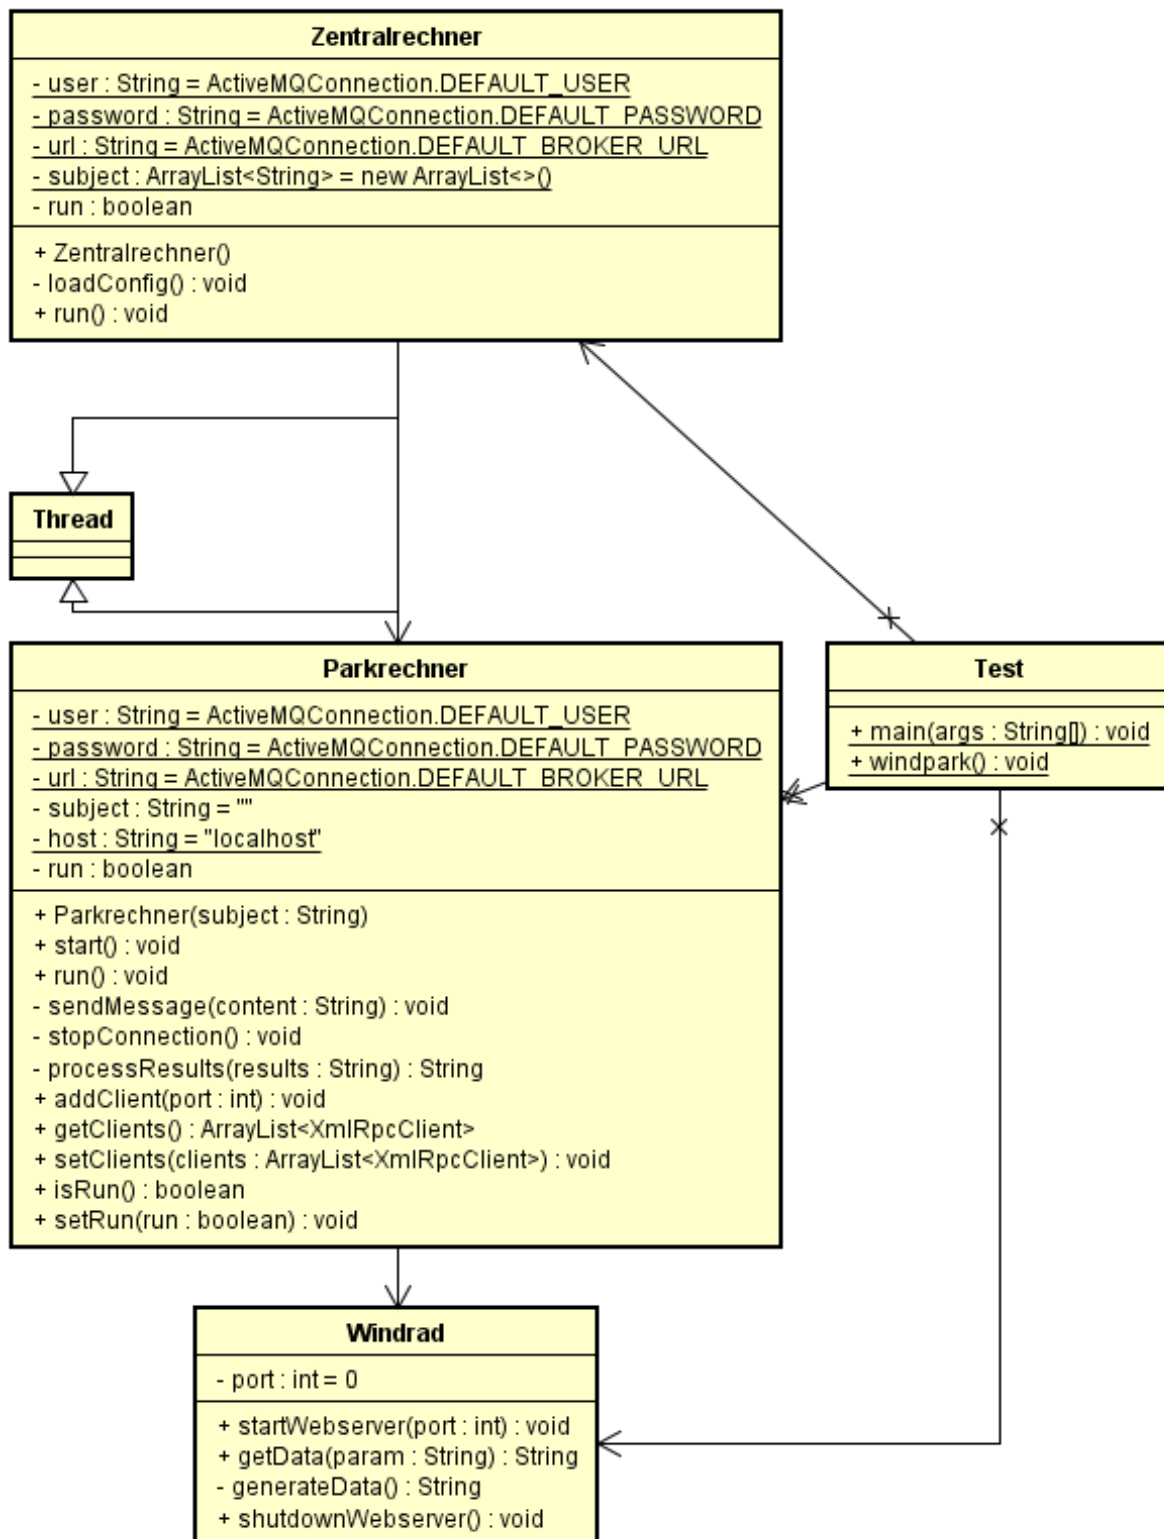 Zentralrechner
- user : String = ActiveMQConnection.DEFAULT_USER
- password : String = ActiveMQConnection.DEFAULT_PASSWORD
- url : String = ActiveMQConnection.DEFAULT_BROKER_URL
- subject : ArrayList<String> = new ArrayList<>()
- run : boolean
+ Zentralrechner()
- loadConfig() : void
+ run() : void
Thread
Parkrechner
- user : String = ActiveMQConnection.DEFAULT_USER
- password : String = ActiveMQConnection.DEFAULT_PASSWORD
- url : String = ActiveMQConnection.DEFAULT_BROKER_URL
- subject : String = ""
- host : String = "localhost"
- run : boolean
+ Parkrechner(subject : String)
+ start() : void
+ run() : void
- sendMessage(content : String) : void
- stopConnection() : void
- processResults(results : String) : String
+ addClient(port : int) : void
+ getClients() : ArrayList<XmlRpcClient>
+ setClients(clients : ArrayList<XmlRpcClient>) : void
+ isRun() : boolean
+ setRun(run : boolean) : void
Test
+ main(args : String[]) : void
+ windpark() : void
Windrad
- port : int = 0
+ startWebserver(port : int) : void
+ getData(param : String) : String
- generateData() : String
+ shutdownWebserver() : void